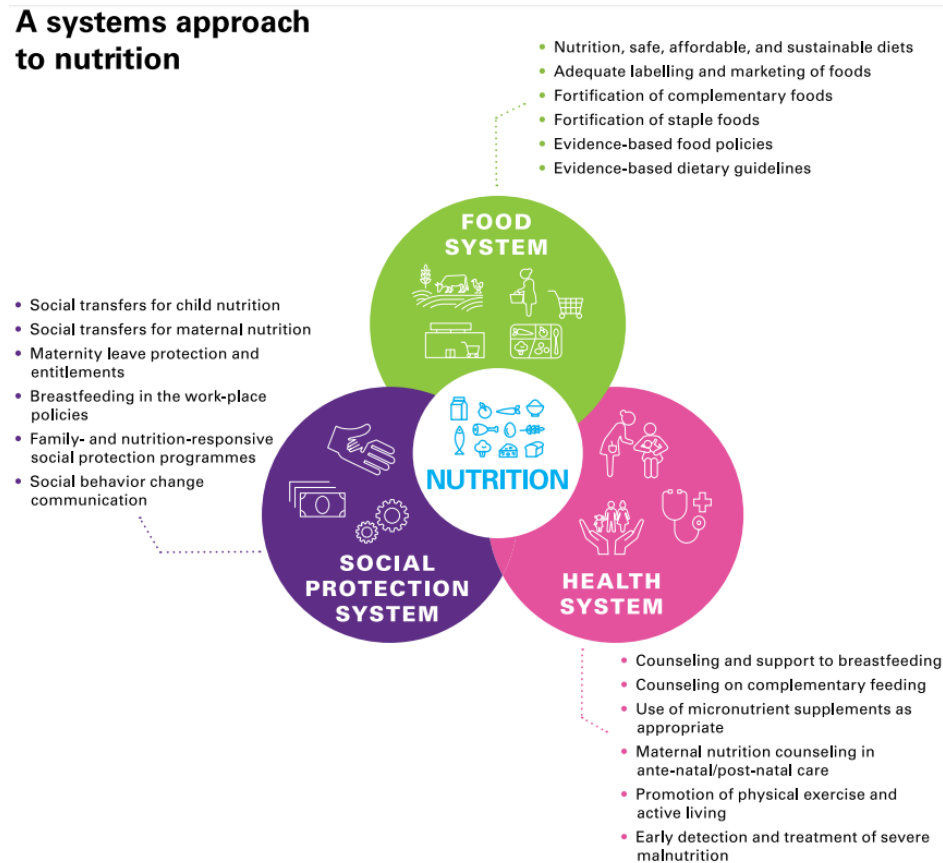 A systems approach
to nutrition
• Nutrition, safe, affordable, and sustainable diets
• Adequate labelling and marketing of foods
• Fortification of complementary foods
• Fortification of staple foods
• Evidence-based food policies
• Evidence-based dietary guidelines
FOOD
SYSTEM
• Social transfers for child nutrition
• Social transfers for maternal nutrition
• Maternity leave protection and
entitlements
• Breastfeeding in the work-place
policies
• Family- and nutrition-responsive
social protection programmes
• Social behavior change
communication
NUTRITION
SOCIAL
PROTECTION
SYSTEM
HEALTH
SYSTEM
• Counseling and support to breastfeeding
• Counseling on complementary feeding
• Use of micronutrient supplements as
appropriate
• Maternal nutrition counseling in
ante-natal/post-natal care
• Promotion of physical exercise and
active living
• Early detection and treatment of severe
malnutrition